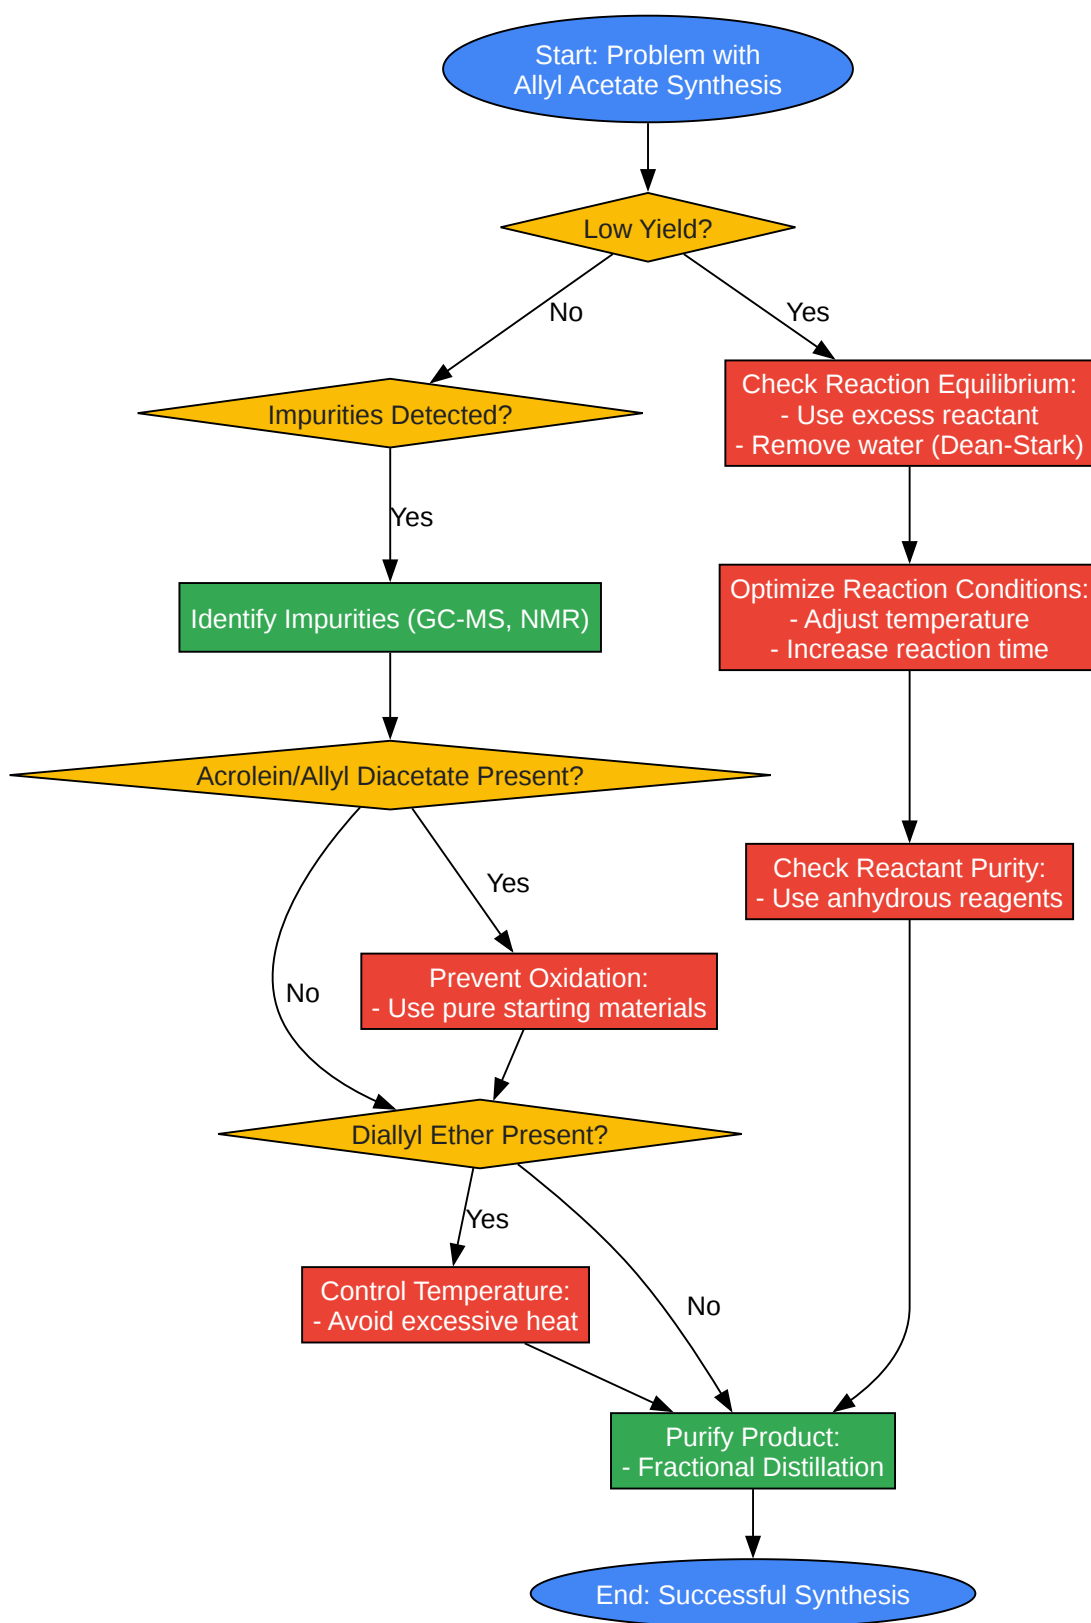 Start: Problem with
Allyl Acetate Synthesis
Low Yield?
No
Yes
Impurities Detected?
Check Reaction Equilibrium:
- Use excess reactant
- Remove water (Dean-Stark)
Yes
Identify Impurities (GC-MS, NMR)
Optimize Reaction Conditions:
- Adjust temperature
- Increase reaction time
Acrolein/Allyl Diacetate Present?
Yes
Check Reactant Purity:
- Use anhydrous reagents
No
Prevent Oxidation:
- Use pure starting materials
Diallyl Ether Present?
Yes
No
Control Temperature:
- Avoid excessive heat
Purify Product:
- Fractional Distillation
End: Successful Synthesis